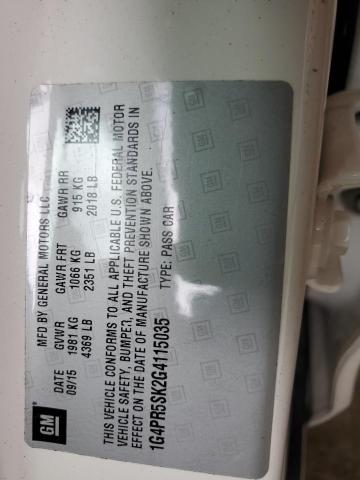 GM
MFD BY GENERAL MOTORS LLC
DATE GVWR GAWR FRT GAWR RR
09/15 1981 KG 1066 KG 915 KG
4369 LB 2351 LB 2018 LB
THIS VEHICLE CONFORMS TO ALL APPLICABLE U.S. FEDERAL MOTOR
VEHICLE SAFETY, BUMPER, AND THEFT PREVENTION STANDARDS IN
EFFECT ON THE DATE OF MANUFACTURE SHOWN ABOVE.
1G4PR5SK2G4115035 TYPE: PASS CAR